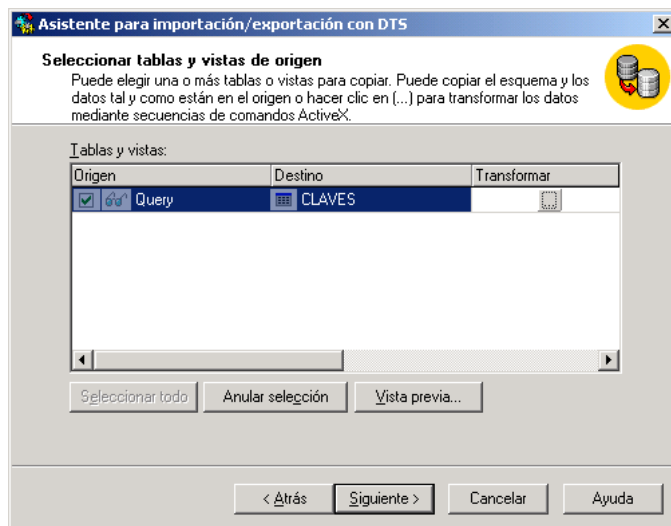 Asistente para importación/exportación con DTS
Seleccionar tablas y vistas de origen
Puede elegir una o más tablas o vistas para copiar. Puede copiar el esquema y los
datos tal y como están en el origen o hacer clic en (...) para transformar los datos
mediante secuencias de comandos ActiveX.
Tablas y vistas:
Origen Destino Transformar
Query CLAVES
Seleccionar todo Anular selección Vista previa...
< Atrás Siguiente > Cancelar Ayuda